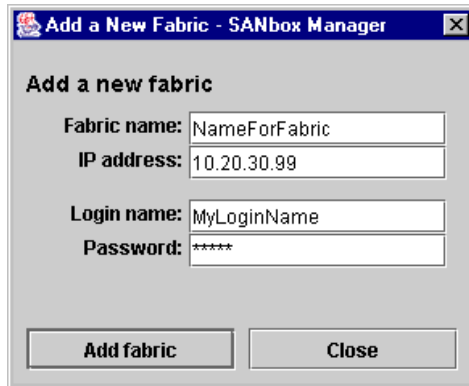 Add a New Fabric - SANbox Manager
Add a new fabric
Fabric name: NameForFabric
IP address: 10.20.30.99
Login name: MyLoginName
Password: *****
Add fabric Close